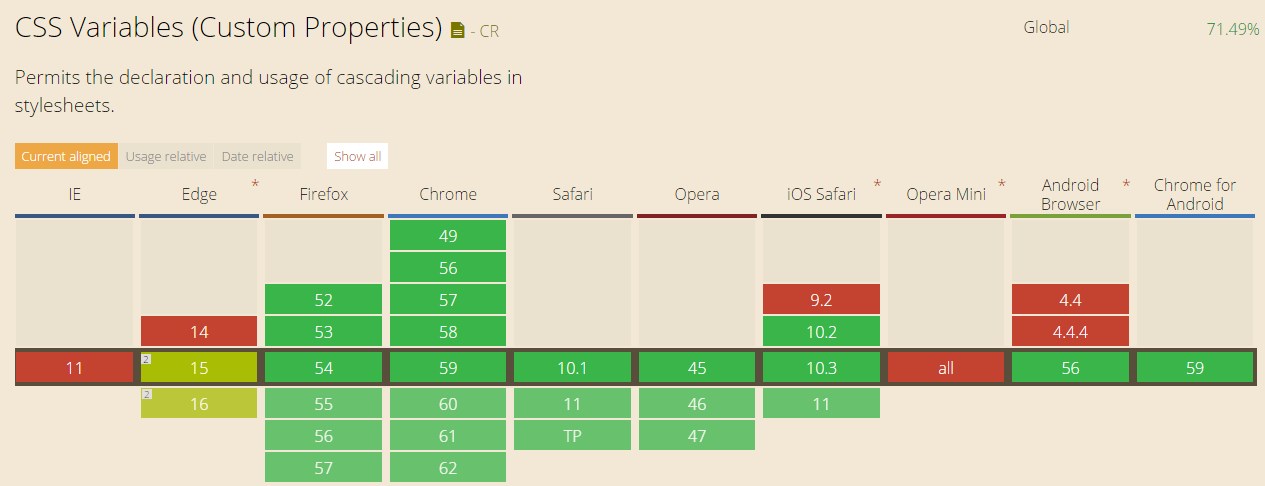 CSS Variables (Custom Properties) - CR Global 71.49%
Permits the declaration and usage of cascading variables in
stylesheets.
Current aligned Usage relative Date relative Show all
IE Edge * Firefox Chrome Safari Opera iOS Safari * Opera Mini * Android Browser * Chrome for Android
49
56
52 57 9.2 4.4
14 53 58 10.2 4.4.4
11 2 15 54 59 10.1 45 10.3 all 56 59
2 16 55 60 11 46 11
56 61 TP 47
57 62